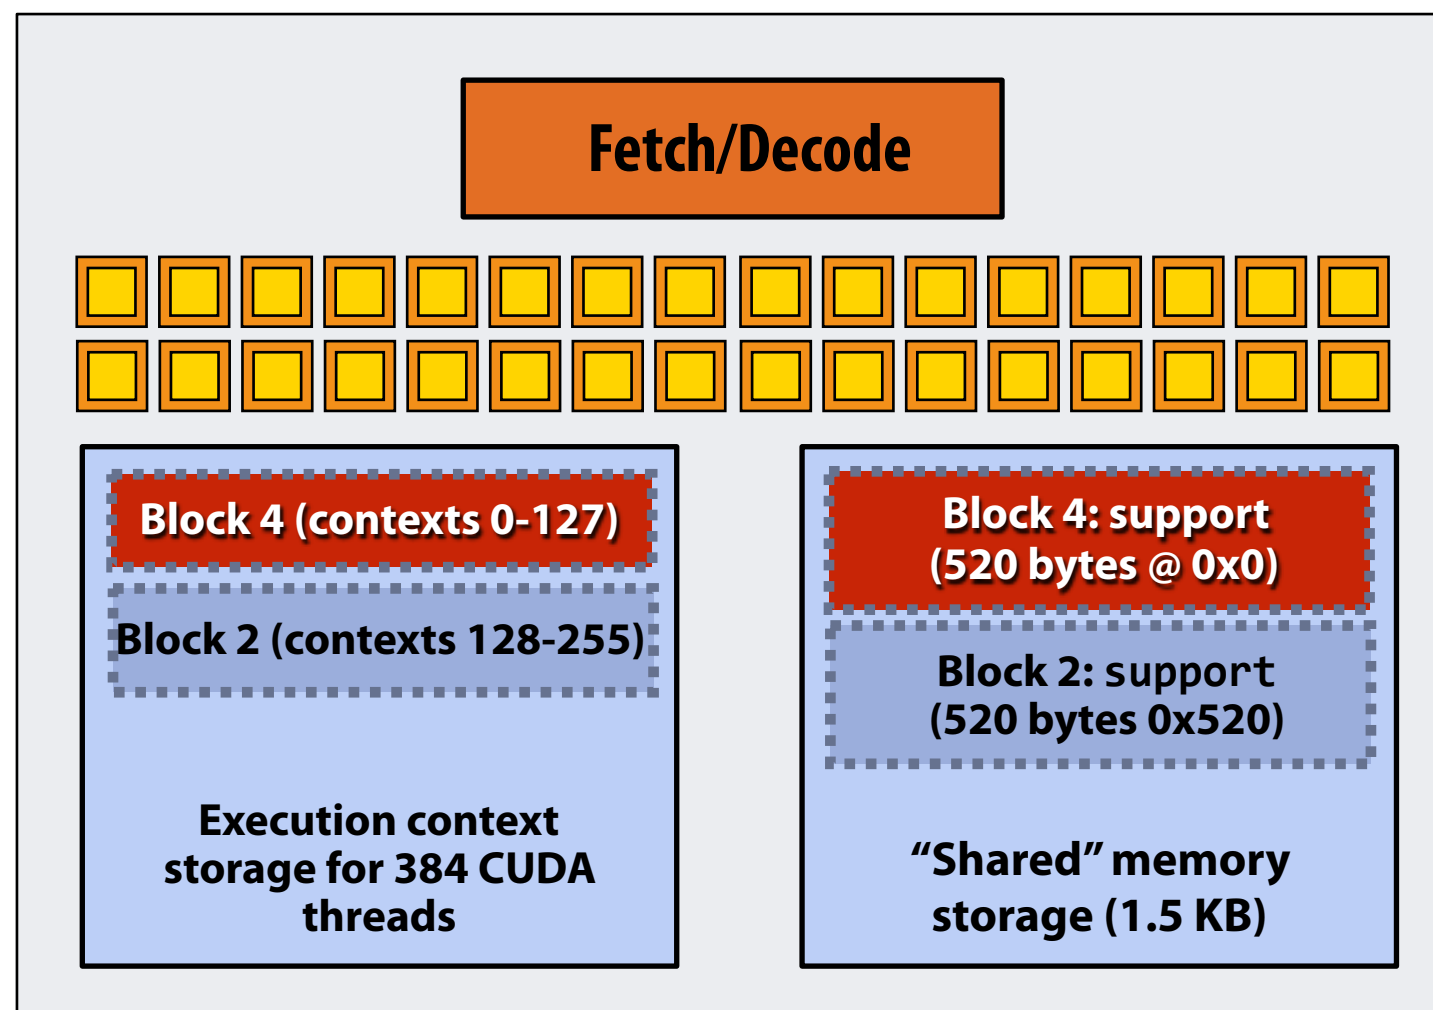 Fetch/Decode
Block 4 (contexts 0-127)
Block 2 (contexts 128-255)
Execution context
storage for 384 CUDA
threads
Block 4: support
(520 bytes @ 0x0)
Block 2: support
(520 bytes 0x520)
“Shared” memory
storage (1.5 KB)